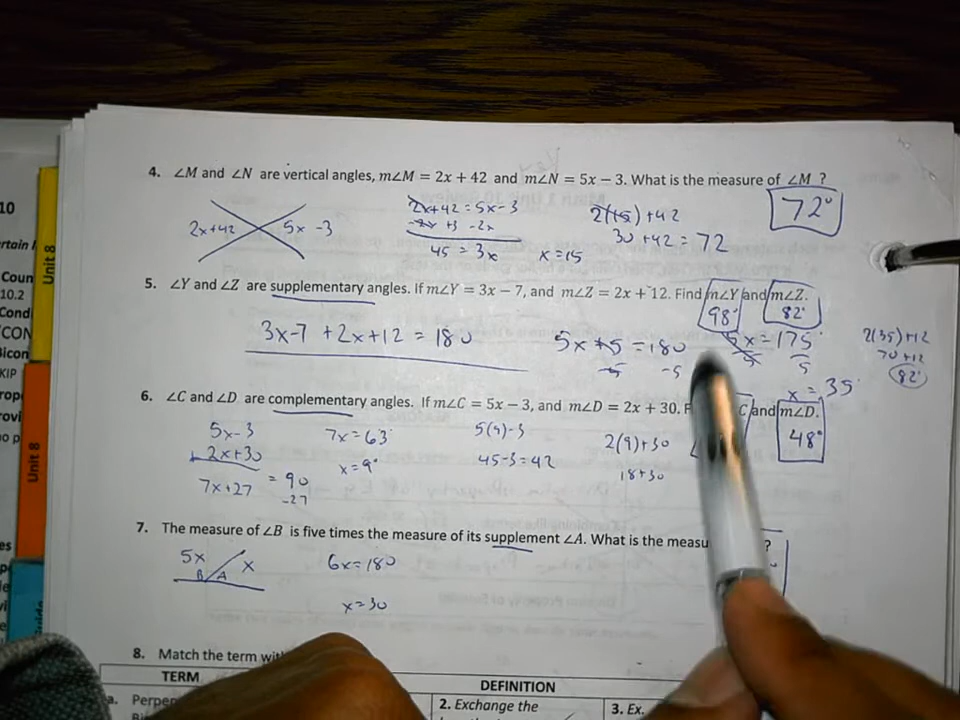 4. ∠M and ∠N are vertical angles, m∠M = 2x + 42 and m∠N = 5x − 3. What is the measure of ∠M ?
72°
2x+42 5x -3
2x+42 = 5x-3
-2x +3 -2x
45 = 3x
x=15
2(15) +42
30 +42 = 72
5. ∠Y and ∠Z are supplementary angles. If m∠Y = 3x − 7, and m∠Z = 2x + 12. Find m∠Y and m∠Z.
98° 82°
3x-7 +2x+12 = 180
5x +5 =180
-5 -5
5x =175
5 5
x = 35
2(35)+12
70+12
82°
6. ∠C and ∠D are complementary angles. If m∠C = 5x − 3, and m∠D = 2x + 30. C and m∠D.
48°
5x-3
+ 2x+30
7x+27 = 90
-27
7x=63
x=9
5(9)-3
45-3=42
2(9)+30
18+30
7. The measure of ∠B is five times the measure of its supplement ∠A. What is the ?
5x B A x
6x=180
x=30
8. Match the term
TERM DEFINITION
a. 2. Exchange the 3. Ex.
10
Coun
10.2
Cond
Unit 8
Unit 8
KIP